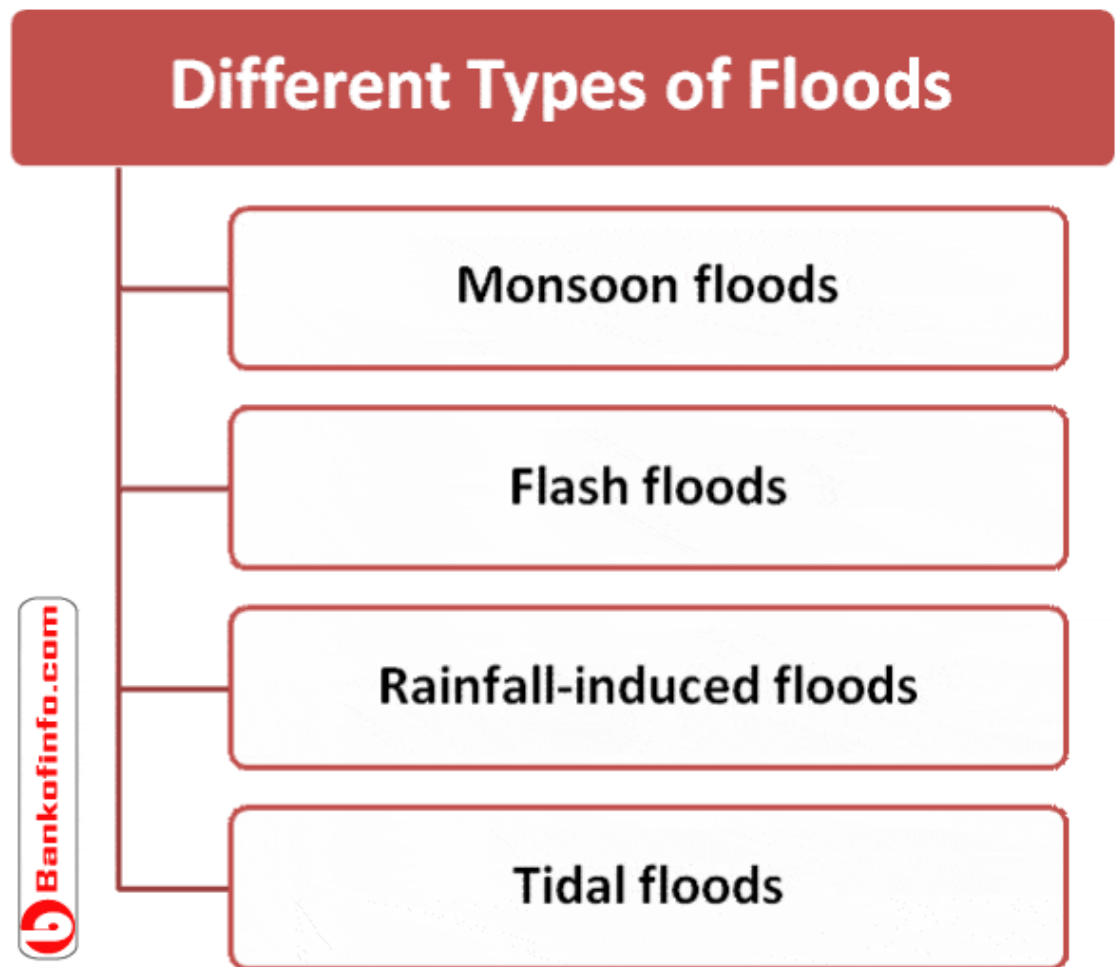 Different Types of Floods
Monsoon floods
Flash floods
Rainfall-induced floods
Tidal floods
Bankofinfo.com